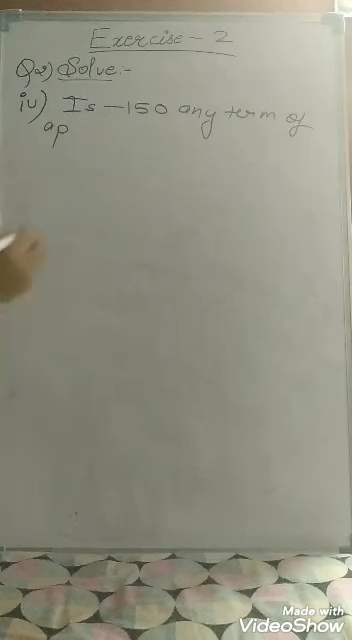 Exercise - 2
Q2) Solve:-
iv) Is -150 any term of
ap
Made with
VideoShow